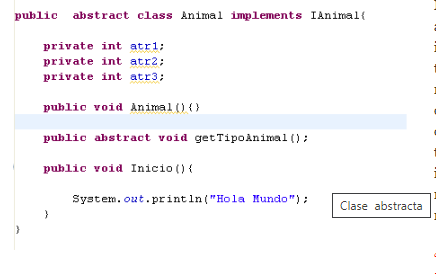 public  abstract class Animal implements IAnimal{
private int atr1;
private int atr2;
private int atr3;
public void Animal(){}
public abstract void getTipoAnimal();
public void Inicio(){
System.out.println("Hola Mundo");
Clase abstracta
}
}